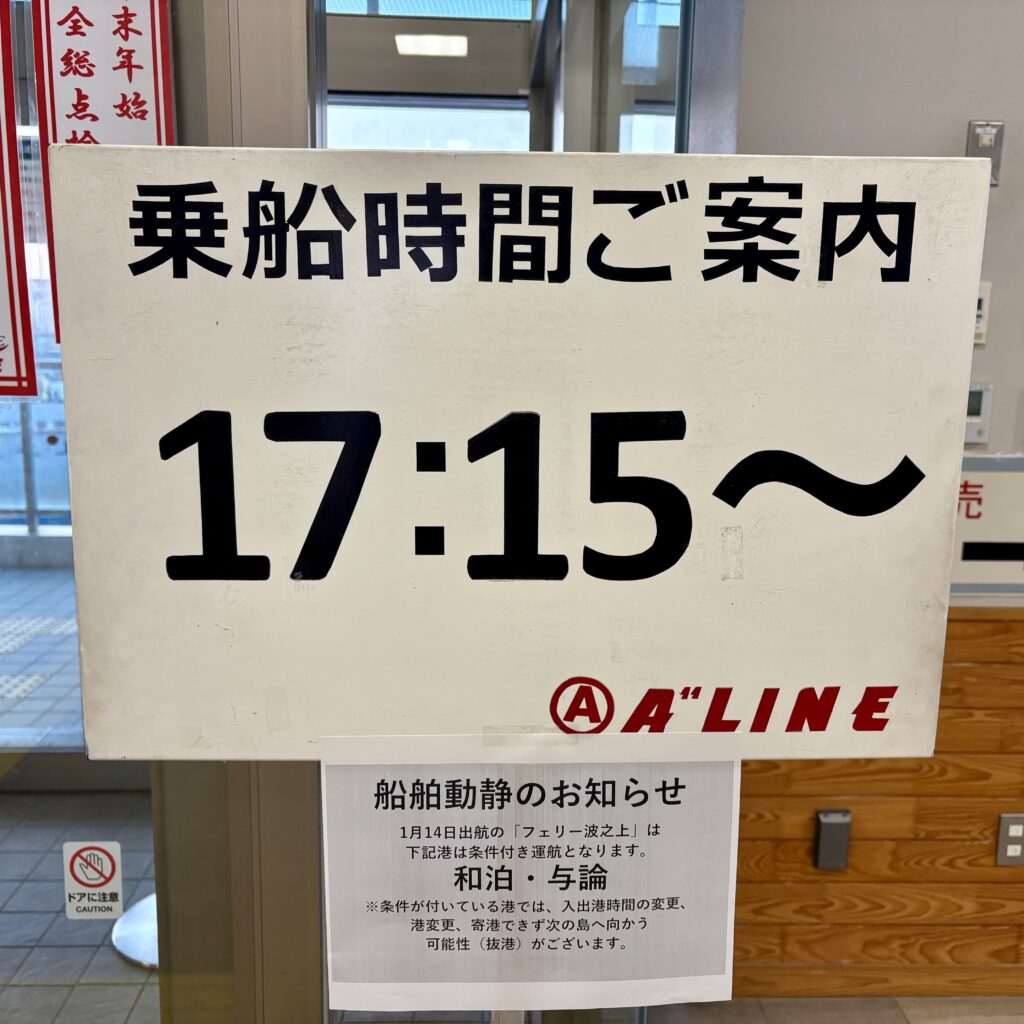 末年始
全総点検
乗船時間ご案内
17:15～
売
Ⓐ A"LINE
船舶動静のお知らせ
1月14日出航の「フェリー波之上」は
下記港は条件付き運航となります。
和泊・与論
※条件が付いている港では、入出港時間の変更、
港変更、寄港できず次の島へ向かう
可能性（抜港）がございます。
ドアに注意
CAUTION